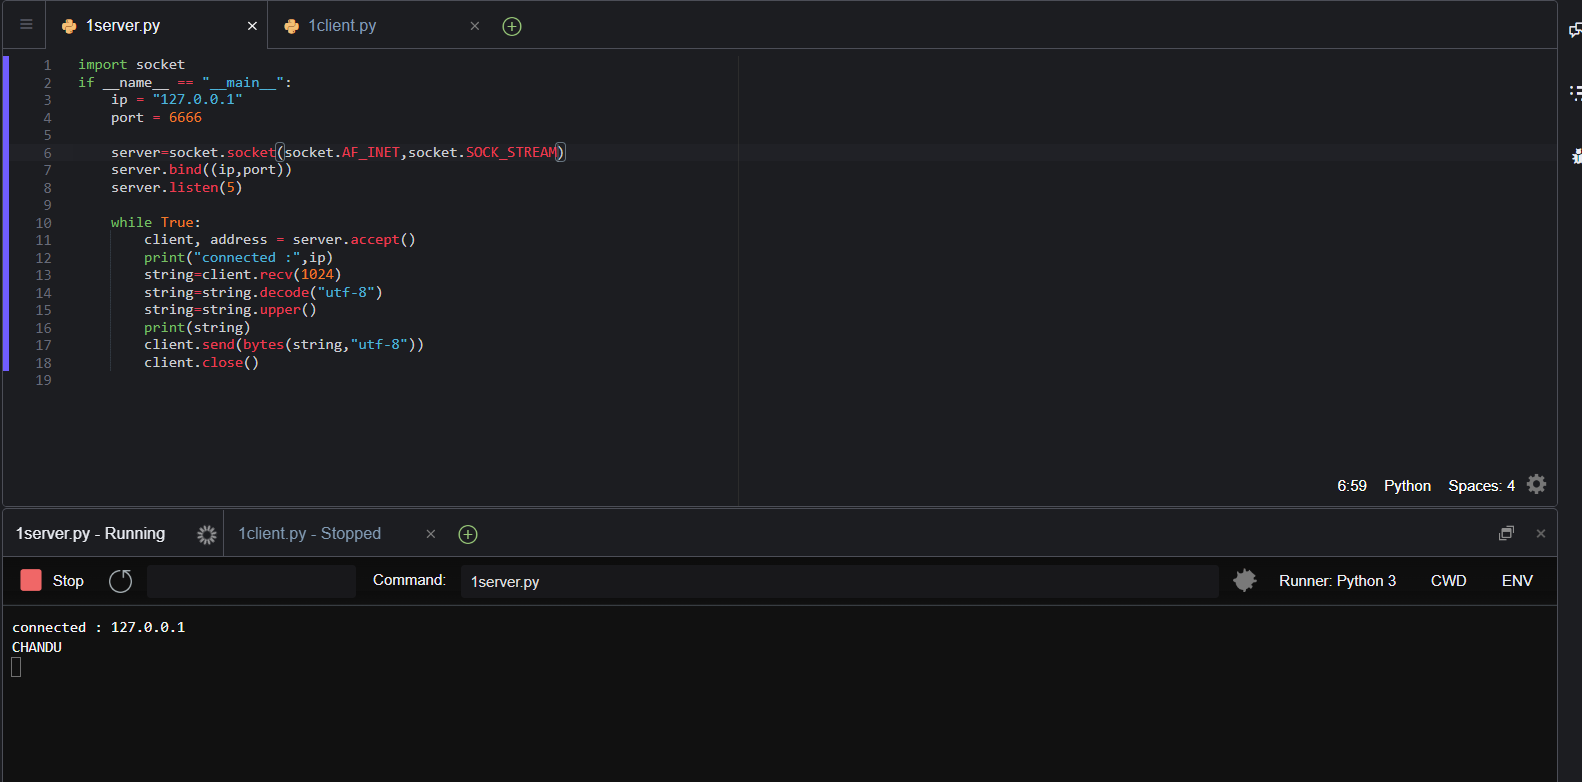 1server.py × 1client.py ×
1 import socket
2 if __name__ == "__main__":
3     ip = "127.0.0.1"
4     port = 6666
5
6     server=socket.socket(socket.AF_INET,socket.SOCK_STREAM)
7     server.bind((ip,port))
8     server.listen(5)
9
10     while True:
11         client, address = server.accept()
12         print("connected :",ip)
13         string=client.recv(1024)
14         string=string.decode("utf-8")
15         string=string.upper()
16         print(string)
17         client.send(bytes(string,"utf-8"))
18         client.close()
19
6:59 Python Spaces: 4
1server.py - Running 1client.py - Stopped × ×
Stop Command: 1server.py Runner: Python 3 CWD ENV
connected : 127.0.0.1
CHANDU